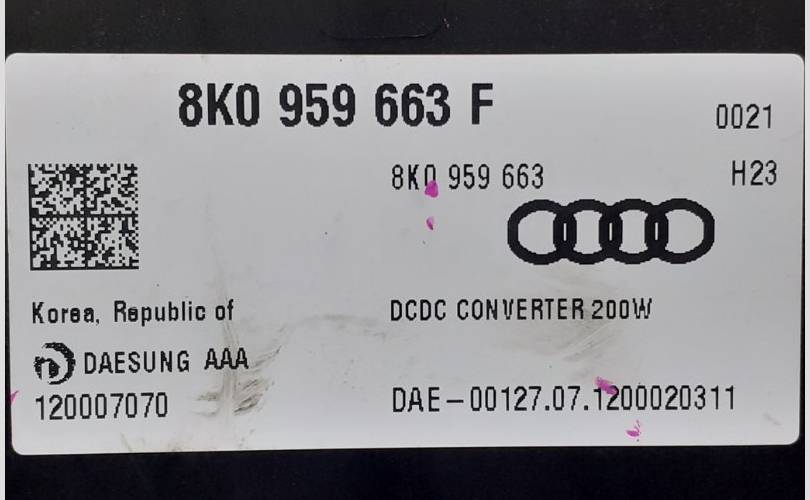 8K0 959 663 F
0021
8K0 959 663
H23
Korea, Republic of
DCDC CONVERTER 200W
DAESUNG AAA
120007070
DAE-00127.07.1200020311